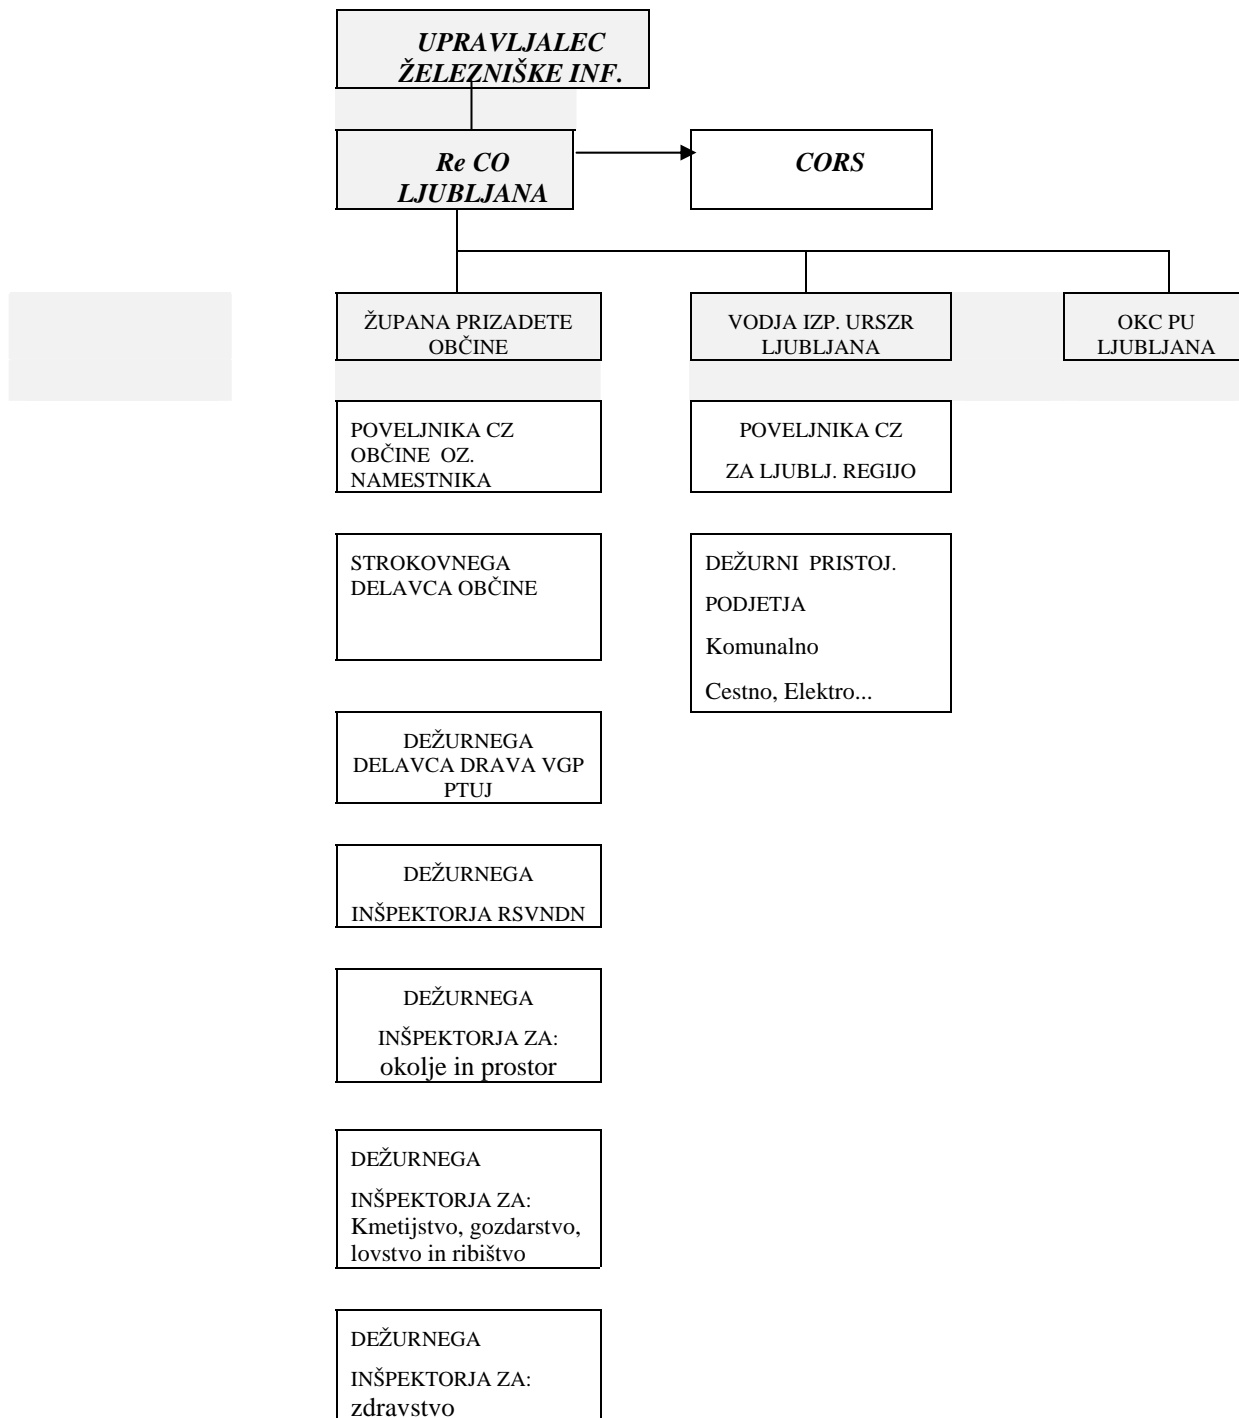 UPRAVLJALEC
ŽELEZNIŠKE INF.
Re CO
LJUBLJANA
CORS
ŽUPANA PRIZADETE
OBČINE
VODJA IZP. URSZR
LJUBLJANA
OKC PU
LJUBLJANA
POVELJNIKA CZ
OBČINE OZ.
NAMESTNIKA
POVELJNIKA CZ
ZA LJUBLJ. REGIJO
STROKOVNEGA
DELAVCA OBČINE
DEŽURNI PRISTOJ.
PODJETJA
Komunalno
Cestno, Elektro...
DEŽURNEGA
DELAVCA DRAVA VGP
PTUJ
DEŽURNEGA
INŠPEKTORJA RSVNDN
DEŽURNEGA
INŠPEKTORJA ZA:
okolje in prostor
DEŽURNEGA
INŠPEKTORJA ZA:
Kmetijstvo, gozdarstvo,
lovstvo in ribištvo
DEŽURNEGA
INŠPEKTORJA ZA:
zdravstvo